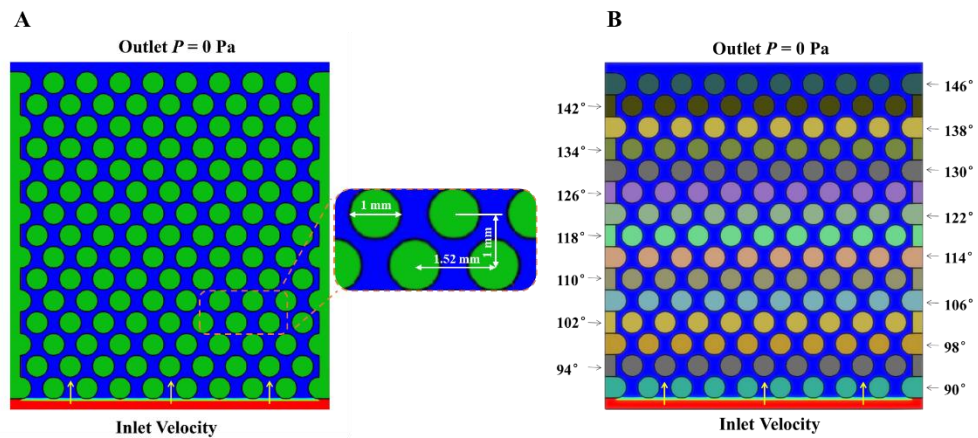 A
Outlet P = 0 Pa
1 mm
1 mm
1.52 mm
Inlet Velocity
B
Outlet P = 0 Pa
146°
142°
138°
134°
130°
126°
122°
118°
114°
110°
106°
102°
98°
94°
90°
Inlet Velocity